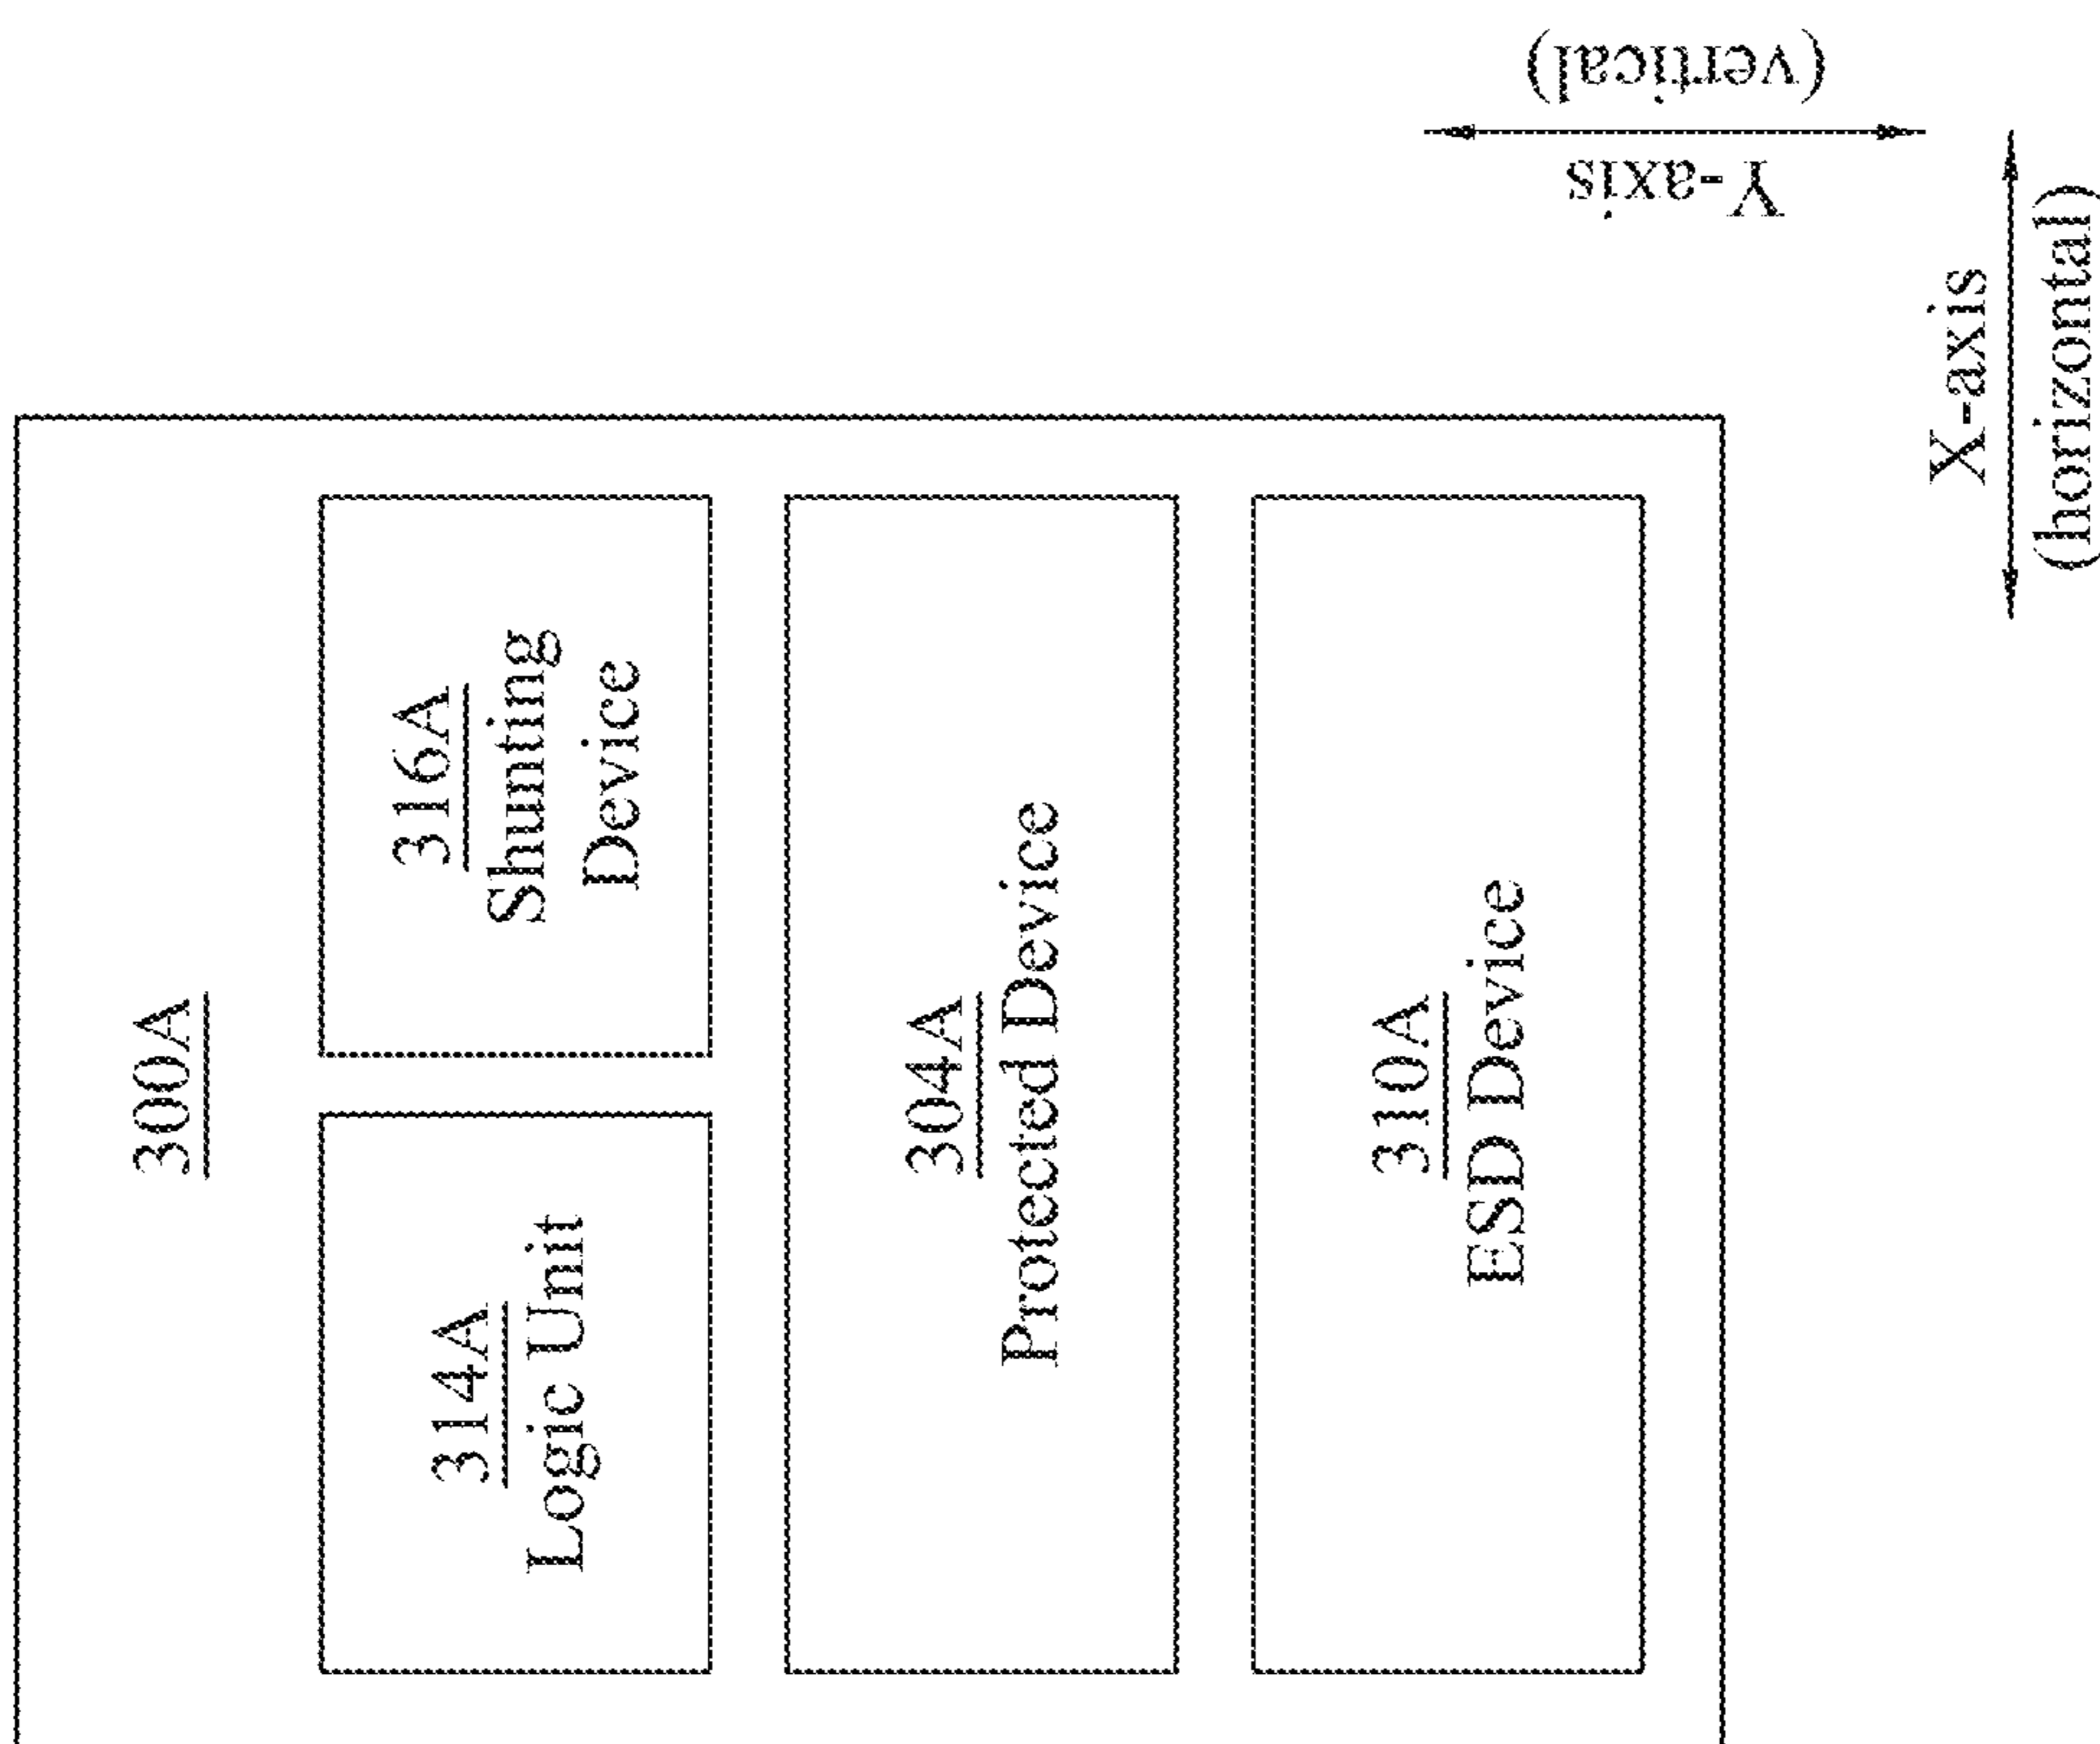 300A
314A
Logic Unit
316A
Shunting
Device
304A
Protected Device
310A
ESD Device
Y-axis
(vertical)
X-axis
(horizontal)